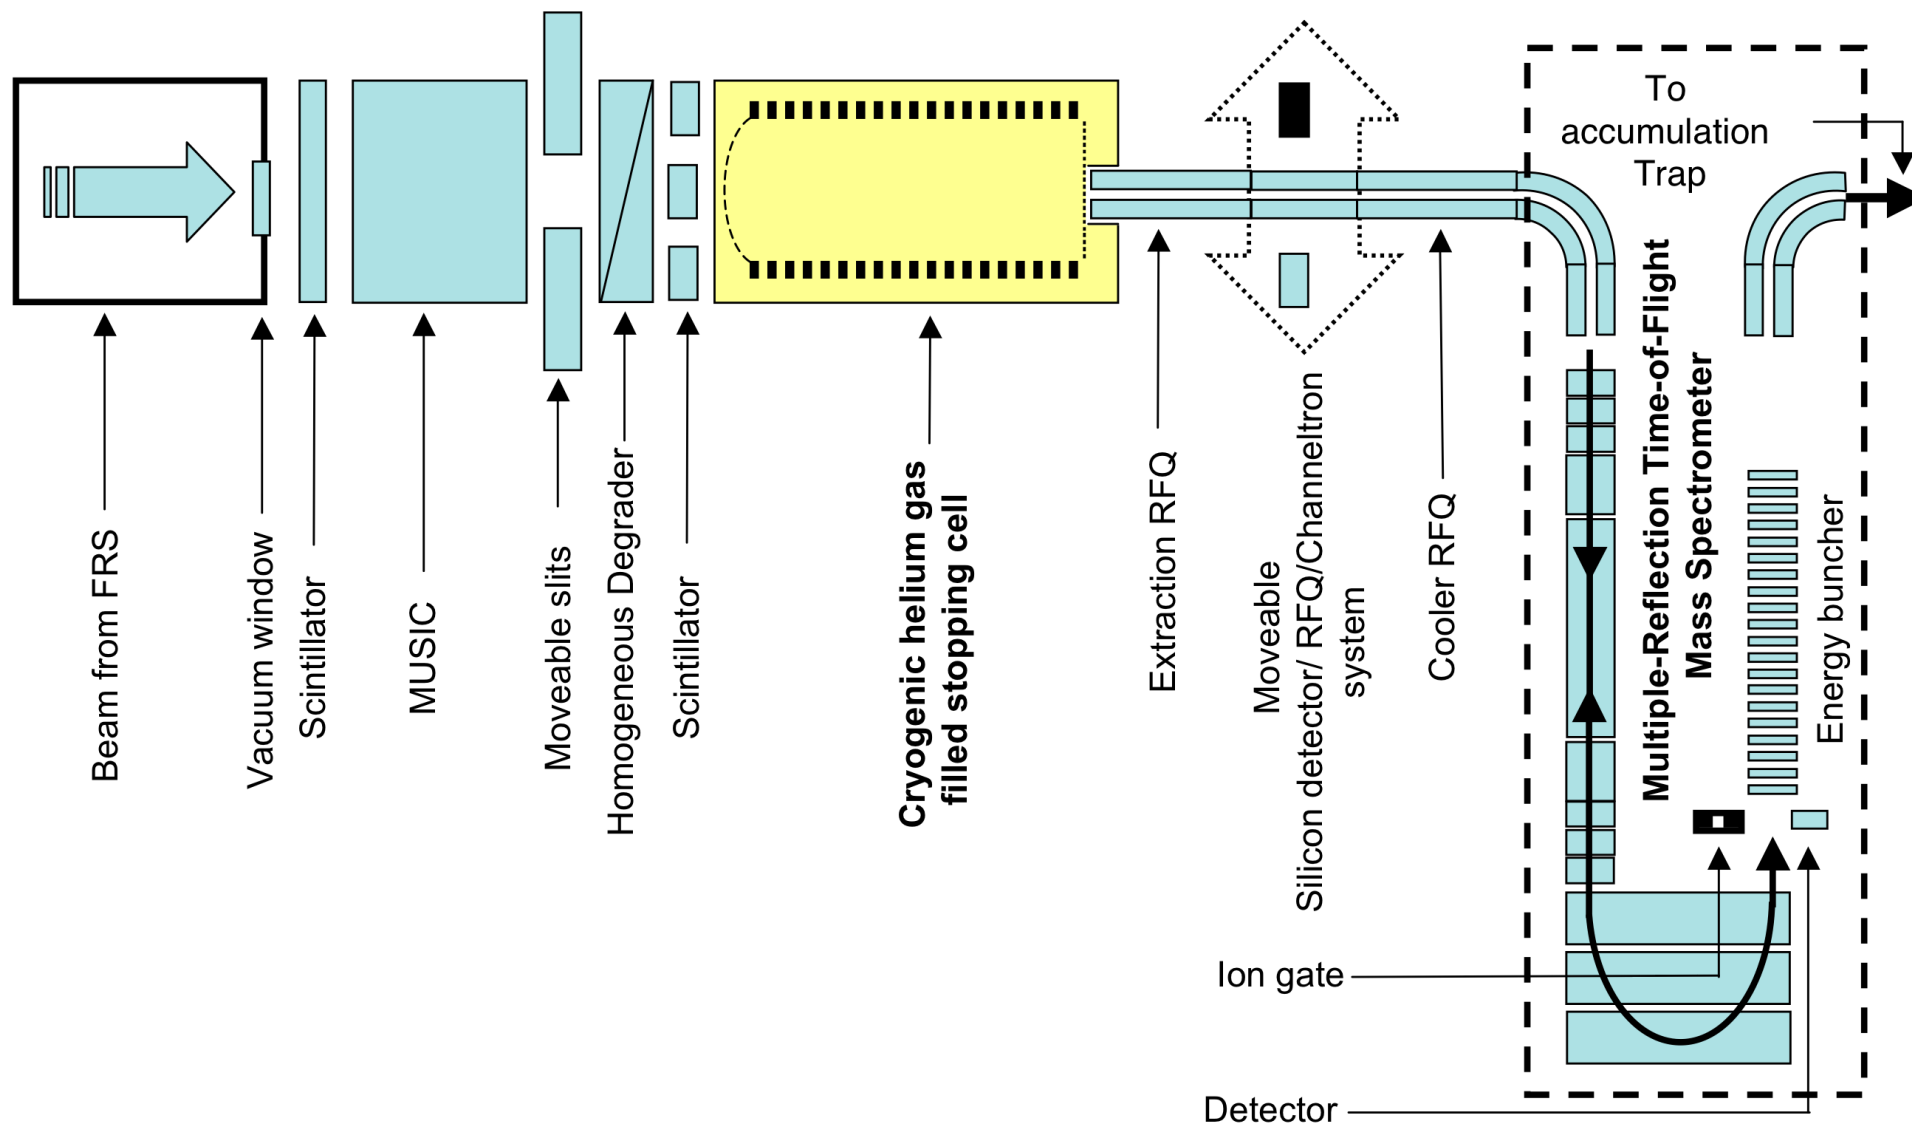 Beam from FRS
Vacuum window
Scintillator
MUSIC
Moveable slits
Homogeneous Degrader
Scintillator
Cryogenic helium gas
filled stopping cell
Extraction RFQ
Moveable
Silicon detector/ RFQ/Channeltron
system
Cooler RFQ
To
accumulation
Trap
Multiple-Reflection Time-of-Flight
Mass Spectrometer
Energy buncher
Ion gate
Detector